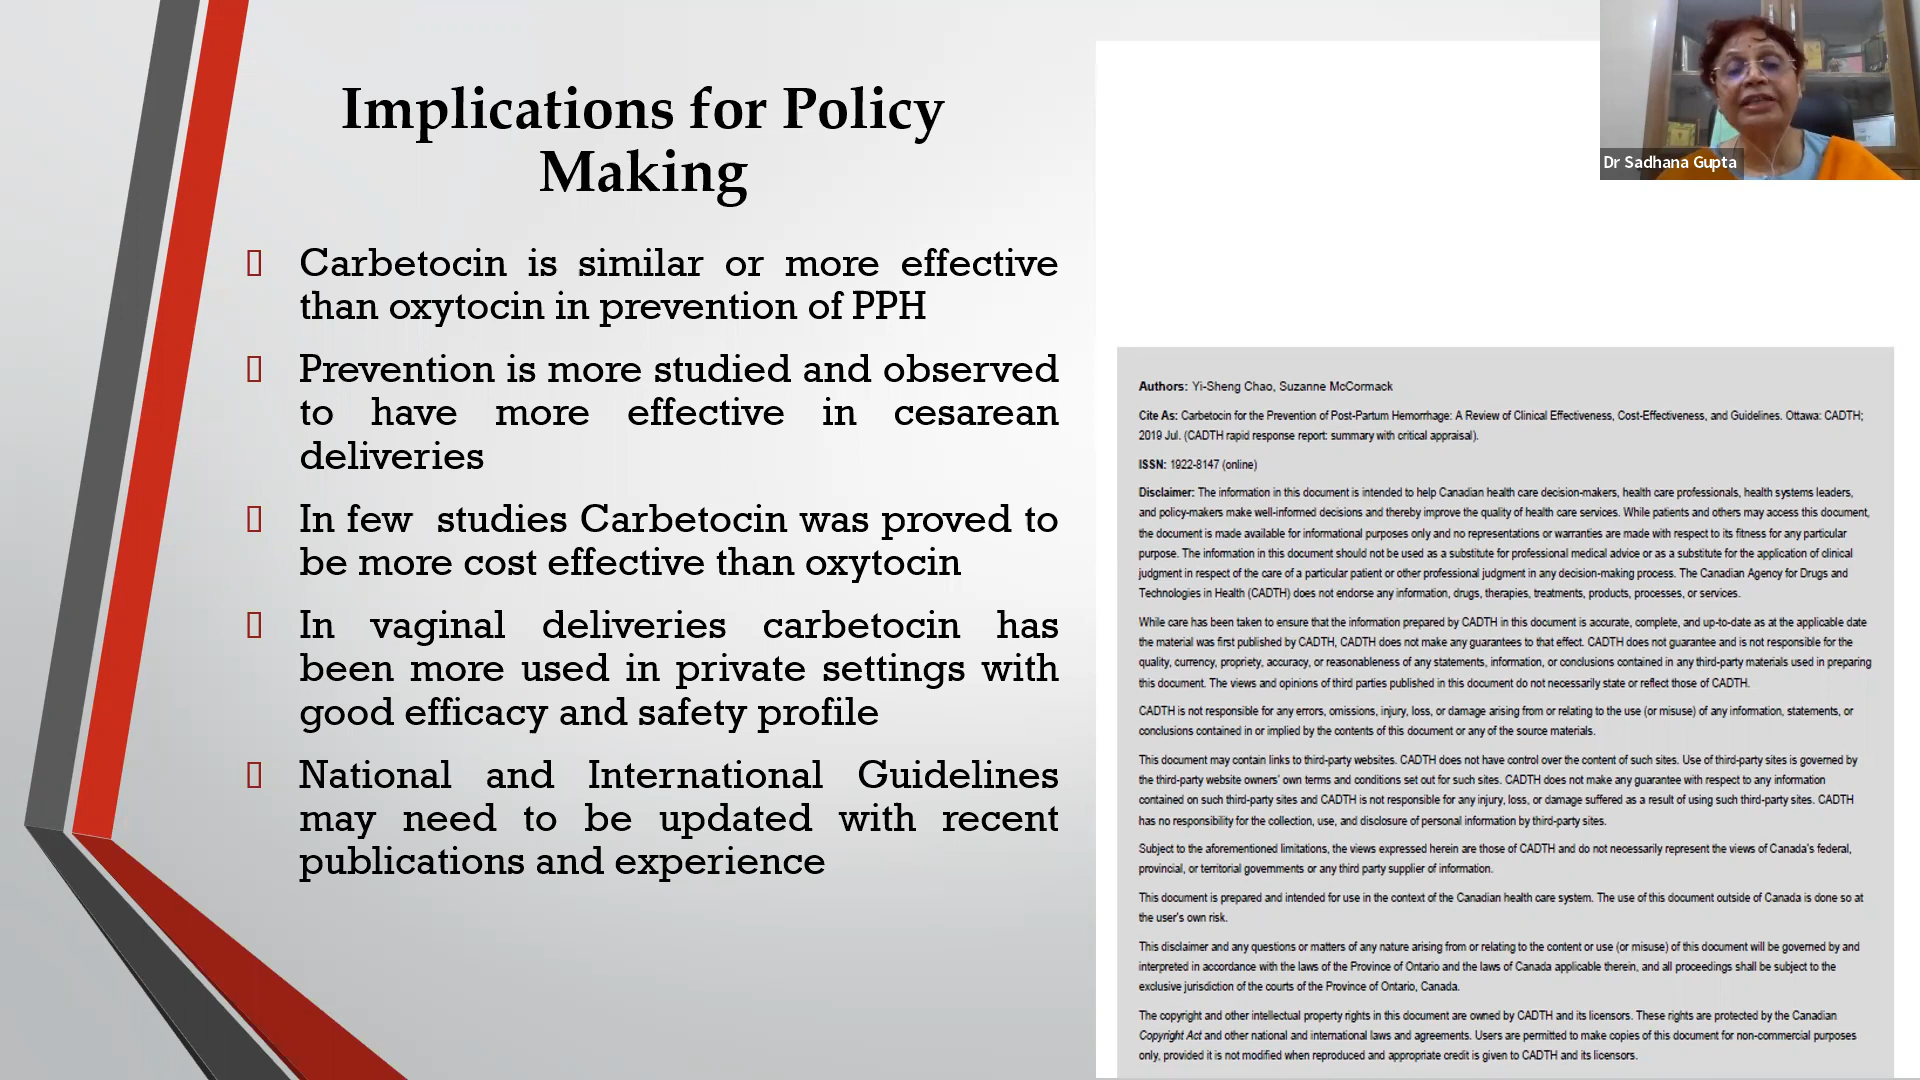 Implications for Policy
Making
Carbetocin is similar or more effective
than oxytocin in prevention of PPH
Prevention is more studied and observed
to have more effective in cesarean
deliveries
In few studies Carbetocin was proved to
be more cost effective than oxytocin
In vaginal deliveries carbetocin has
been more used in private settings with
good efficacy and safety profile
National and International Guidelines
may need to be updated with recent
publications and experience
Dr Sadhana Gupta
Authors: Yi-Sheng Chao, Suzanne McCormack
Cite As: Carbetocin for the Prevention of Post-Partum Hemorrhage: A Review of Clinical Effectiveness, Cost-Effectiveness, and Guidelines. Ottawa: CADTH;
2019 Jul. (CADTH rapid response report: summary with critical appraisal).
ISSN: 1922-8147 (online)
Disclaimer: The information in this document is intended to help Canadian health care decision-makers, health care professionals, health systems leaders,
and policy-makers make well-informed decisions and thereby improve the quality of health care services. While patients and others may access this document,
the document is made available for informational purposes only and no representations or warranties are made with respect to its fitness for any particular
purpose. The information in this document should not be used as a substitute for professional medical advice or as a substitute for the application of clinical
judgment in respect of the care of a particular patient or other professional judgment in any decision-making process. The Canadian Agency for Drugs and
Technologies in Health (CADTH) does not endorse any information, drugs, therapies, treatments, products, processes, or services.
While care has been taken to ensure that the information prepared by CADTH in this document is accurate, complete, and up-to-date as at the applicable date
the material was first published by CADTH, CADTH does not make any guarantees to that effect. CADTH does not guarantee and is not responsible for the
quality, currency, propriety, accuracy, or reasonableness of any statements, information, or conclusions contained in any third-party materials used in preparing
this document. The views and opinions of third parties published in this document do not necessarily state or reflect those of CADTH.
CADTH is not responsible for any errors, omissions, injury, loss, or damage arising from or relating to the use (or misuse) of any information, statements, or
conclusions contained in or implied by the contents of this document or any of the source materials.
This document may contain links to third-party websites. CADTH does not have control over the content of such sites. Use of third-party sites is governed by
the third-party website owners' own terms and conditions set out for such sites. CADTH does not make any guarantee with respect to any information
contained on such third-party sites and CADTH is not responsible for any injury, loss, or damage suffered as a result of using such third-party sites. CADTH
has no responsibility for the collection, use, and disclosure of personal information by third-party sites.
Subject to the aforementioned limitations, the views expressed herein are those of CADTH and do not necessarily represent the views of Canada's federal,
provincial, or territorial governments or any third party supplier of information.
This document is prepared and intended for use in the context of the Canadian health care system. The use of this document outside of Canada is done so at
the user's own risk.
This disclaimer and any questions or matters of any nature arising from or relating to the content or use (or misuse) of this document will be governed by and
interpreted in accordance with the laws of the Province of Ontario and the laws of Canada applicable therein, and all proceedings shall be subject to the
exclusive jurisdiction of the courts of the Province of Ontario, Canada.
The copyright and other intellectual property rights in this document are owned by CADTH and its licensors. These rights are protected by the Canadian
Copyright Act and other national and international laws and agreements. Users are permitted to make copies of this document for non-commercial purposes
only, provided it is not modified when reproduced and appropriate credit is given to CADTH and its licensors.